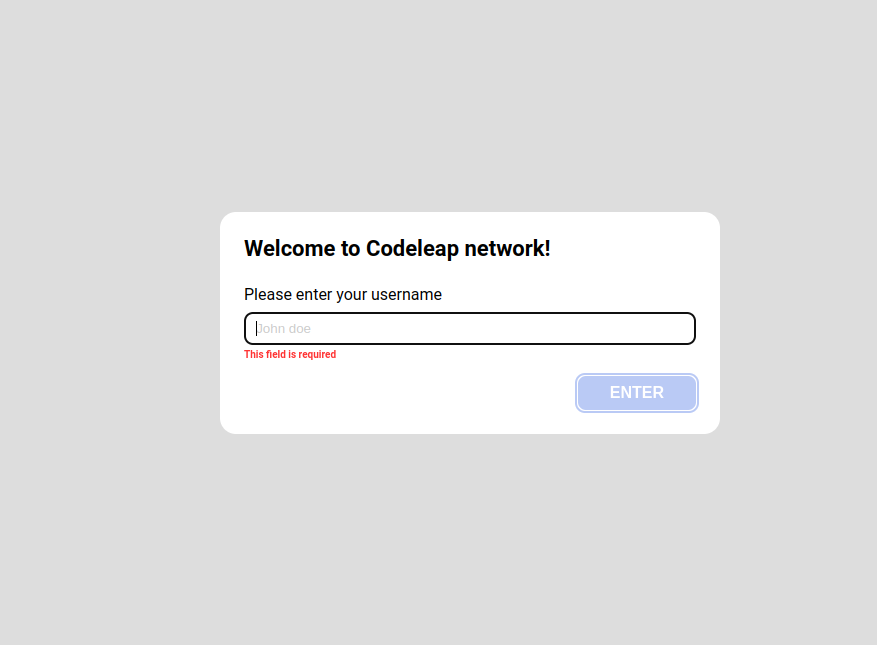 Welcome to Codeleap network!
Please enter your username
John doe
This field is required
ENTER